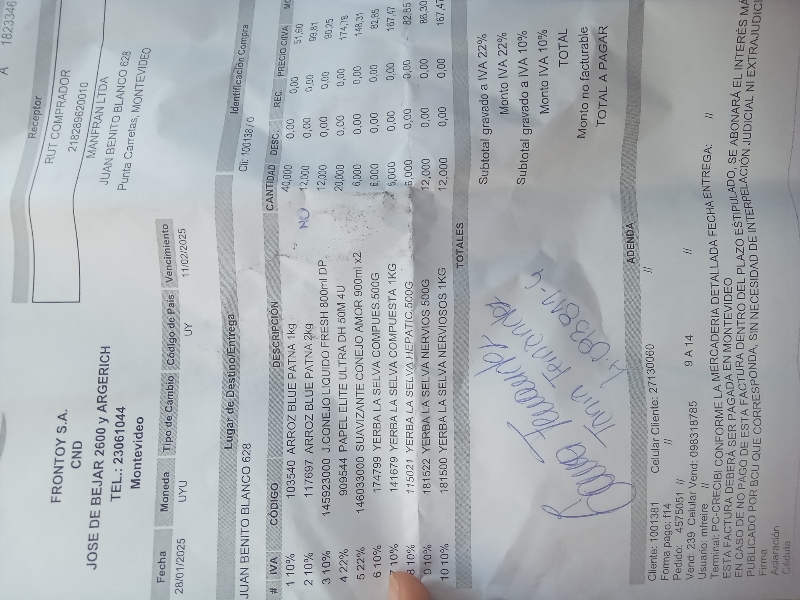 A 1823346
Receptor
RUT COMPRADOR
218289620010
MANFRAN LTDA
JUAN BENITO BLANCO 628
Punta Carretas, MONTEVIDEO
FRONTOY S.A.
CND
JOSE DE BEJAR 2600 y ARGERICH
TEL.: 23061044
Montevideo
Fecha Moneda Tipo de Cambio Código de País Vencimiento
28/01/2025 UYU UY 11/02/2025
Lugar de Destino/Entrega Identificación Compra
JUAN BENITO BLANCO 628 Cli: 100138 / 0
# IVA CÓDIGO DESCRIPCIÓN CANTIDAD DESC. REC. PRECIO C/IVA
1 10% 103540 ARROZ BLUE PATNA 1kg 40,000 0,00 0,00 51,60
2 10% 117697 ARROZ BLUE PATNA 2kg NO 12,000 0,00 0,00 99,81
3 10% 145923000 J.CONEJO LIQUIDO FRESH 800ml DP 12,000 0,00 0,00 90,25
4 22% 909544 PAPEL ELITE ULTRA DH 50M 4U 20,000 0,00 0,00 174,78
5 22% 146033000 SUAVIZANTE CONEJO AMOR 900ml x2 6,000 0,00 0,00 148,31
6 10% 174799 YERBA LA SELVA COMPUES.500G 6,000 0,00 0,00 82,85
7 10% 141679 YERBA LA SELVA COMPUESTA 1KG 6,000 0,00 0,00 167,47
8 10% 115021 YERBA LA SELVA HEPATIC.500G 6,000 0,00 0,00 82,85
9 10% 181522 YERBA LA SELVA NERVIOS 500G 12,000 0,00 0,00 86,30
10 10% 181500 YERBA LA SELVA NERVIOSOS 1KG 12,000 0,00 0,00 167,47
TOTALES
Subtotal gravado a IVA 22%
Monto IVA 22%
Subtotal gravado a IVA 10%
Monto IVA 10%
TOTAL
Monto no facturable
TOTAL A PAGAR
ADENDA
Cliente: 1001381 Celular Cliente: 27130060 //
Forma pago: f14 //
Pedido: 4575051 //
Vend: 239 Celular Vend: 098318785 9 A 14 //
Usuario: mfreire //
Terminal: PC-CRECIBI CONFORME LA MERCADERIA DETALLADA FECHA ENTREGA: //
ESTA FACTURA DEBERÁ SER PAGADA EN MONTEVIDEO
EN CASO DE NO PAGO DE ESTA FACTURA DENTRO DEL PLAZO ESTIPULADO, SE ABONARÁ EL INTERÉS MÁ
PUBLICADO POR BCU QUE CORRESPONDA, SIN NECESIDAD DE INTERPELACIÓN JUDICIAL NI EXTRAJUDICI
Firma
Aclaración
Cédula